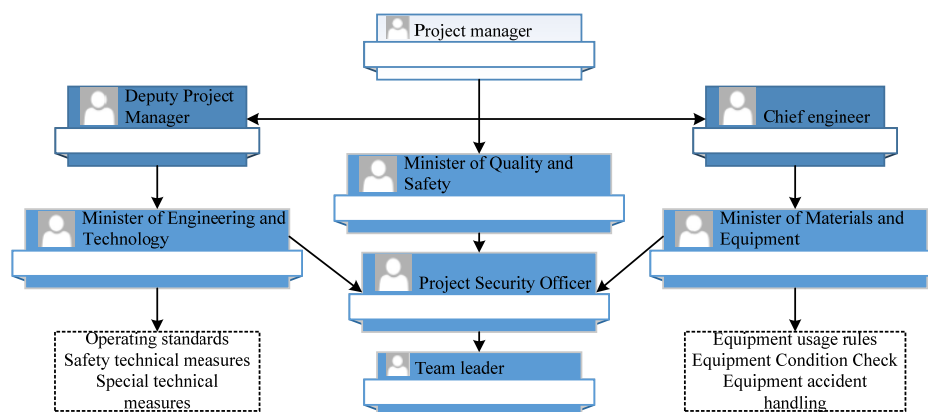 Project manager
Deputy Project
Manager
Chief engineer
Minister of Quality and
Safety
Minister of Engineering and
Technology
Minister of Materials and
Equipment
Project Security Officer
Operating standards
Safety technical measures
Special technical
measures
Team leader
Equipment usage rules
Equipment Condition Check
Equipment accident
handling